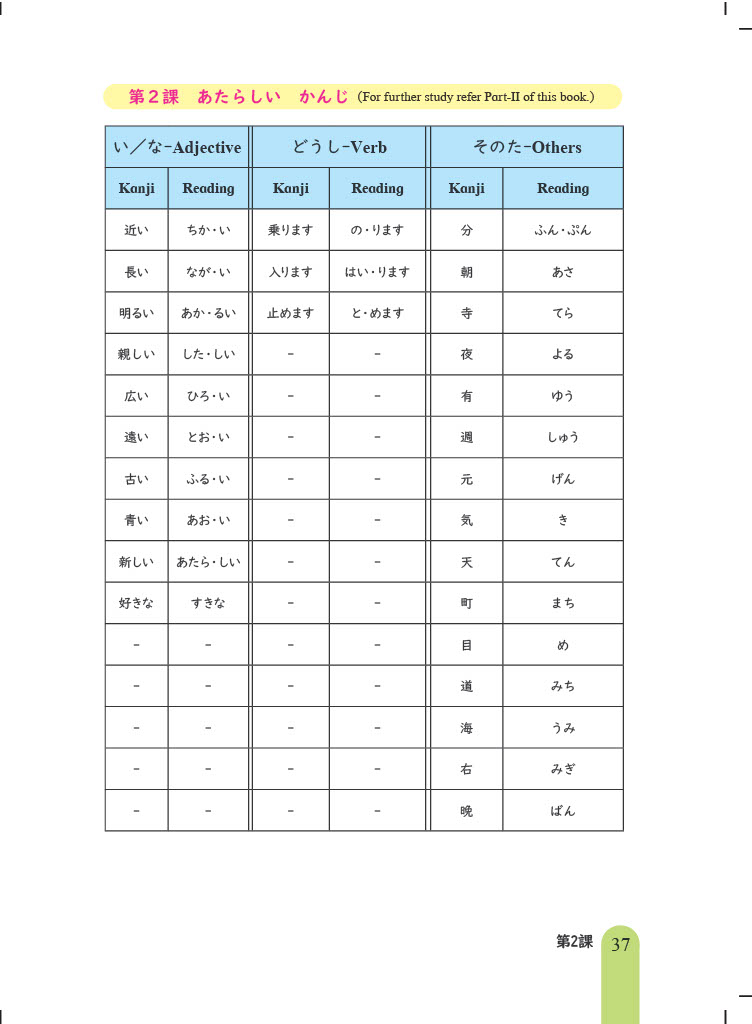 第２課　あたらしい　かんじ (For further study refer Part-II of this book.)
い／な-Adjective どうし-Verb そのた-Others
Kanji Reading Kanji Reading Kanji Reading
近い ちか・い 乗ります の・ります 分 ふん・ぷん
長い なが・い 入ります はい・ります 朝 あさ
明るい あか・るい 止めます と・めます 寺 てら
親しい した・しい – – 夜 よる
広い ひろ・い – – 有 ゆう
遠い とお・い – – 週 しゅう
古い ふる・い – – 元 げん
青い あお・い – – 気 き
新しい あたら・しい – – 天 てん
好きな すきな – – 町 まち
– – – – 目 め
– – – – 道 みち
– – – – 海 うみ
– – – – 右 みぎ
– – – – 晩 ばん
第2課 37